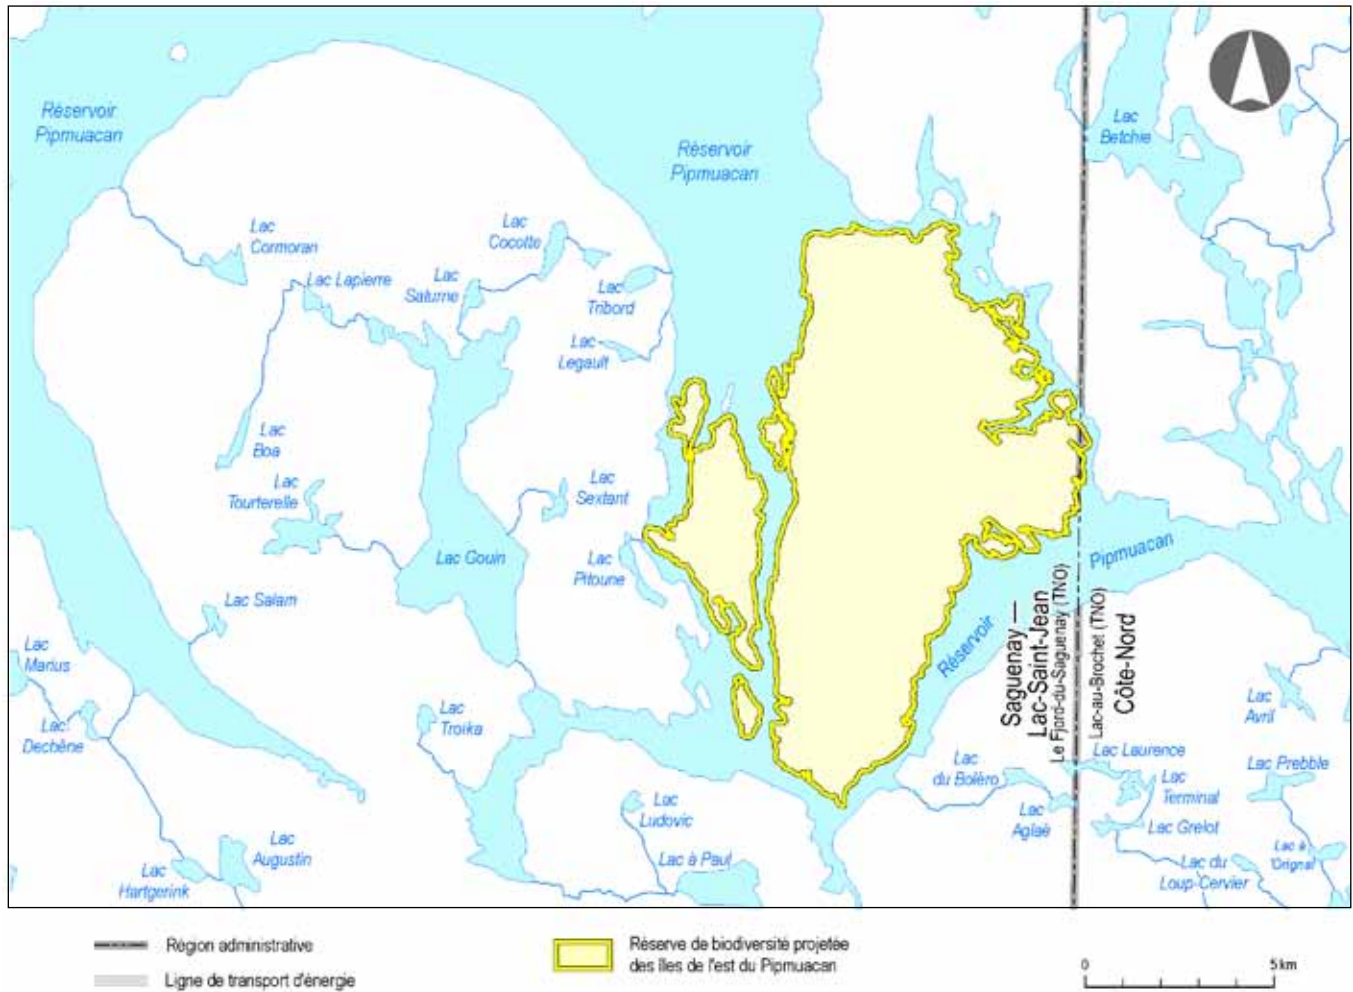 Réservoir
Pipmuacan
Réservoir
Pipmuacan
Lac
Betchie
Lac
Cormoran
Lac
Cocotte
Lac Lapierre
Lac
Saturne
Lac
Tribord
Lac
Legault
Lac
Boa
Lac
Tourterelle
Lac
Sextant
Lac Gouin
Lac
Pitoune
Pipmuacan
Réservoir
Lac Salam
Lac
Marius
Lac
Dechêne
Lac
Troïka
Saguenay —
Lac-Saint-Jean
Le Fjord-du-Saguenay (TNO)
Lac-au-Brochet (TNO)
Côte-Nord
Lac
Avril
Lac
du Boléro
Lac Laurence
Lac Prebble
Lac
Terminal
Lac
Aglaé
Lac Grelot
Lac
Ludovic
Lac à Paul
Lac
Augustin
Lac
Hartgerink
Lac du
Loup-Cervier
Lac à
l'Orignal
Région administrative
Ligne de transport d'énergie
Réserve de biodiversité projetée
des îles de l'est du Pipmuacan
0 5 km